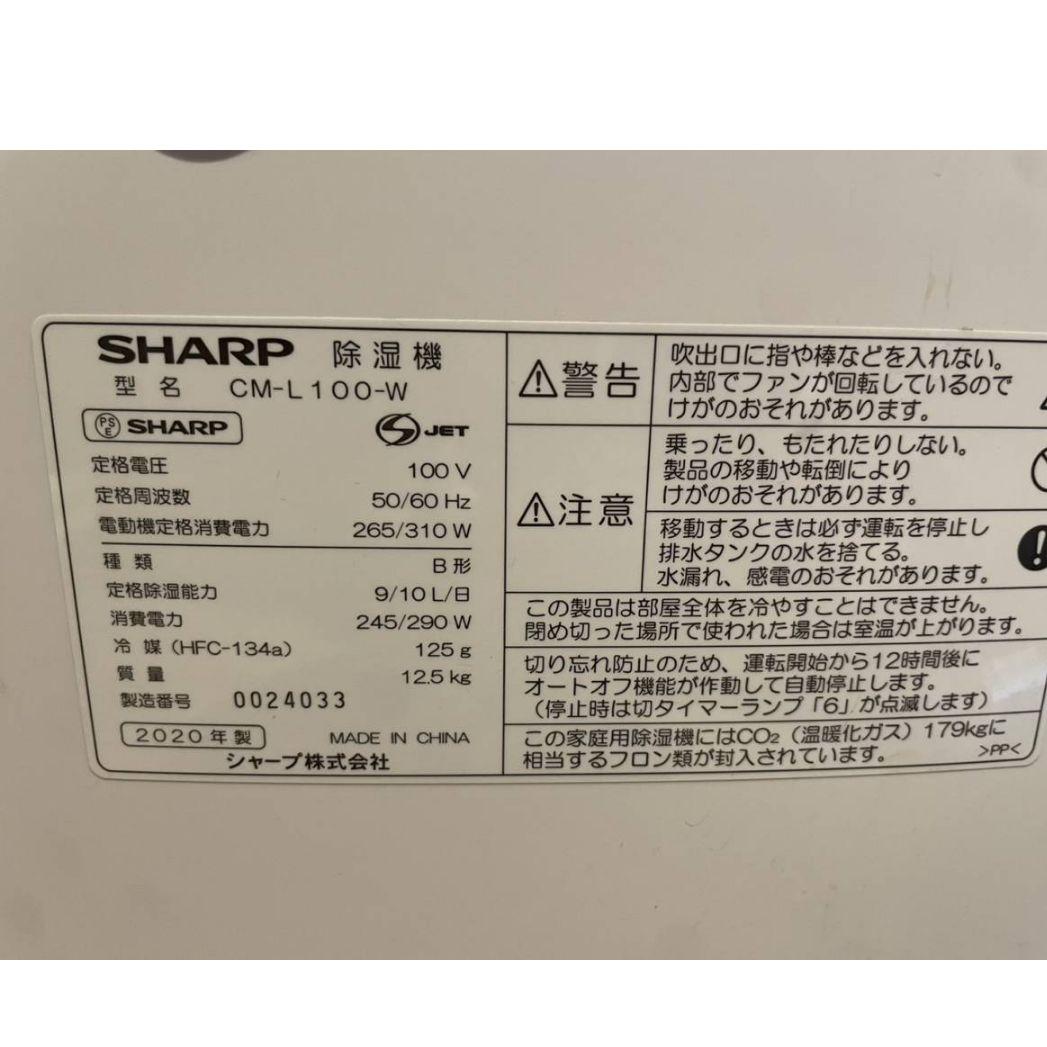 SHARP 除湿機
型名 CM-L100-W
PSE SHARP
S JET
定格電圧 100 V
定格周波数 50/60 Hz
電動機定格消費電力 265/310 W
種類 B形
定格除湿能力 9/10 L/日
消費電力 245/290 W
冷媒(HFC-134a) 125 g
質量 12.5 kg
製造番号 0024033
2020年製 MADE IN CHINA
シャープ株式会社
⚠警告
吹出口に指や棒などを入れない。
内部でファンが回転しているので
けがのおそれがあります。
⚠注意
乗ったり、もたれたりしない。
製品の移動や転倒により
けがのおそれがあります。
移動するときは必ず運転を停止し
排水タンクの水を捨てる。
水漏れ、感電のおそれがあります。
この製品は部屋全体を冷やすことはできません。
閉め切った場所で使われた場合は室温が上がります。
切り忘れ防止のため、運転開始から12時間後に
オートオフ機能が作動して自動停止します。
(停止時は切タイマーランプ「6」が点滅します)
この家庭用除湿機にはCO₂(温暖化ガス)179kgに
相当するフロン類が封入されています。
>PP<